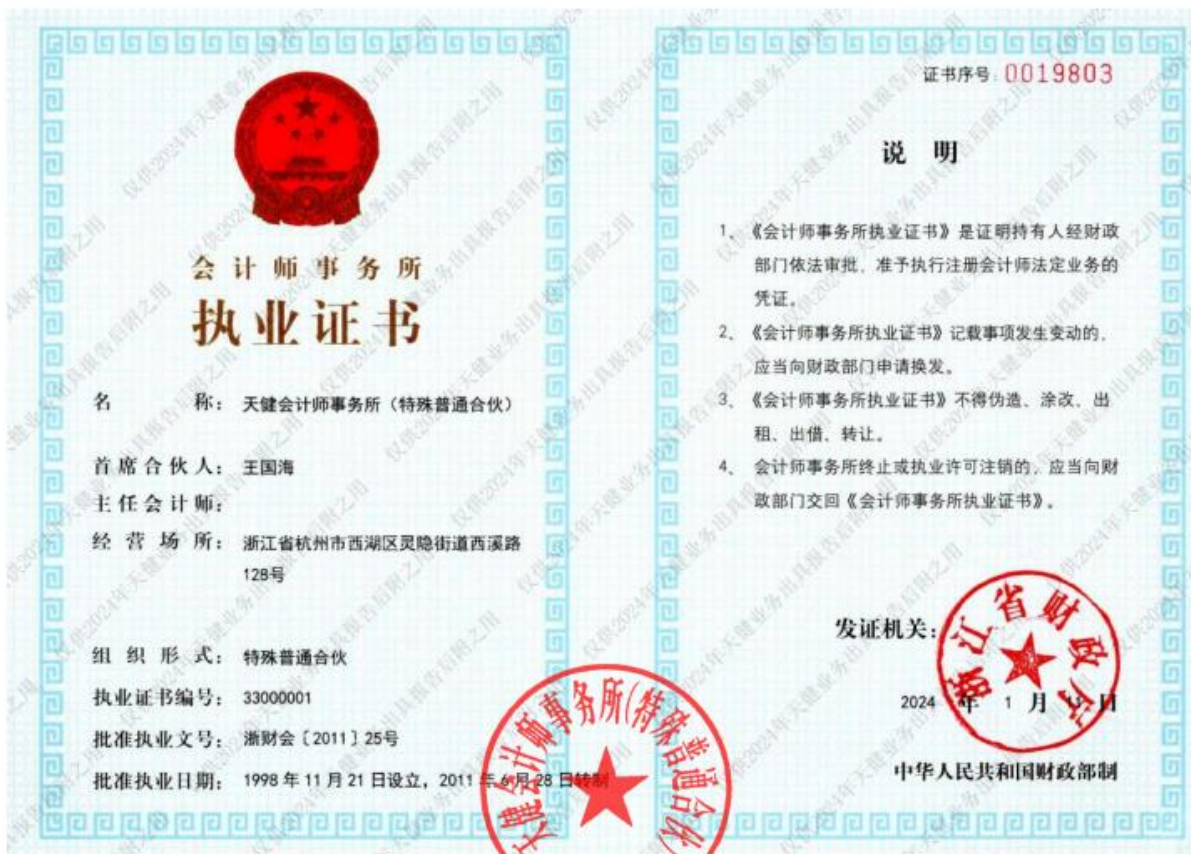 会计师事务所
执业证书
名 称：天健会计师事务所（特殊普通合伙）
首席合伙人：王国海
主任会计师：
经营场所：浙江省杭州市西湖区灵隐街道西溪路
128号
组织形式：特殊普通合伙
执业证书编号：33000001
批准执业文号：浙财会〔2011〕25号
批准执业日期：1998年11月21日设立，2011年6月28日转制
天健会计师事务所(特殊普通合伙)
证书序号：0019803
说 明
1、《会计师事务所执业证书》是证明持有人经财政
部门依法审批，准予执行注册会计师法定业务的
凭证。
2、《会计师事务所执业证书》记载事项发生变动的，
应当向财政部门申请换发。
3、《会计师事务所执业证书》不得伪造、涂改、出
租、出借、转让。
4、会计师事务所终止或执业许可注销的，应当向财
政部门交回《会计师事务所执业证书》。
发证机关：
浙江省财政厅
2024 年 1 月 日
中华人民共和国财政部制
仅供2024年天健业务出具报告后附之用